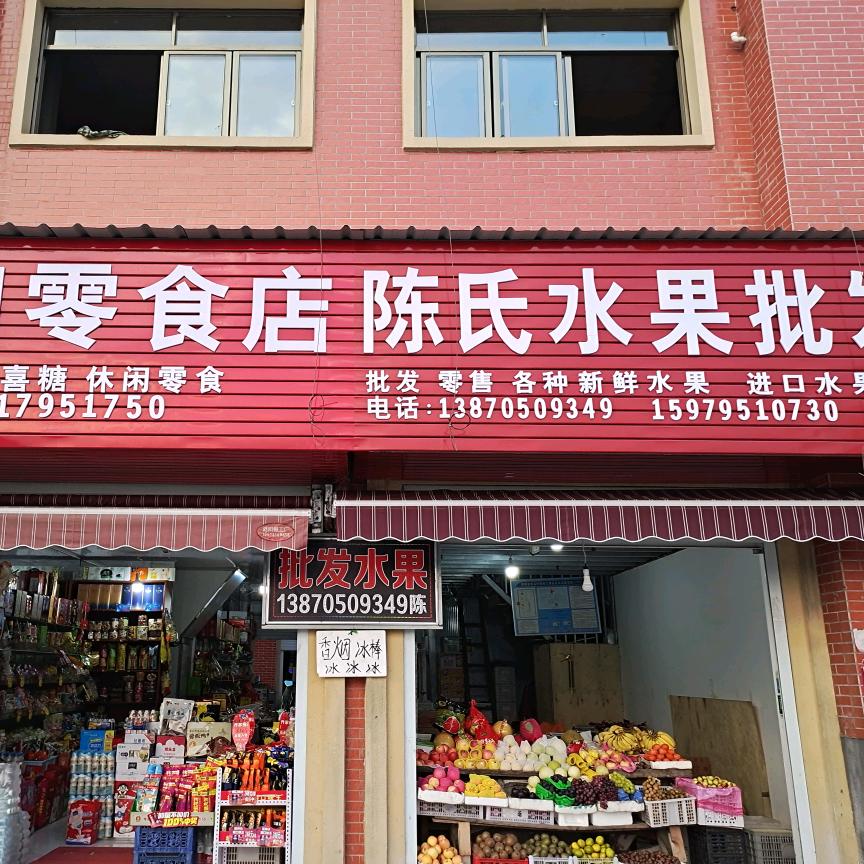 零食店
喜糖 休闲零食
17951750
陈氏水果批发
批发 零售 各种新鲜水果 进口水果
电话:13870509349 15979510730
批发水果
13870509349陈
香烟 冰棒
冰 冰 冰